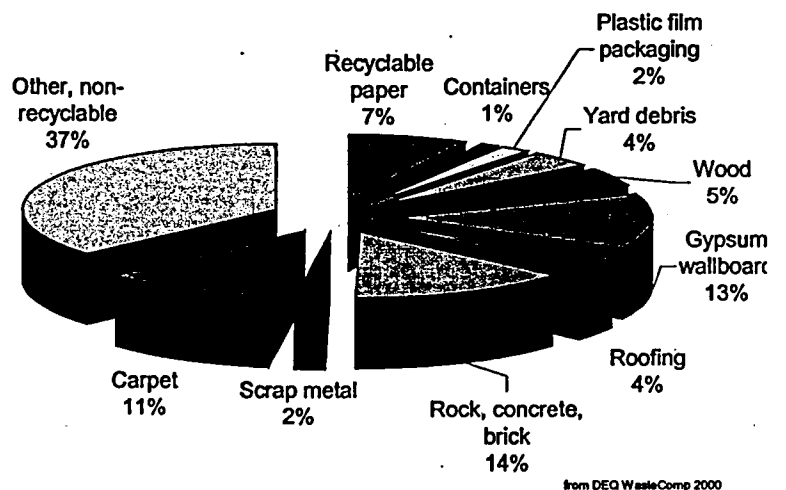 Plastic film
packaging
2%
Recyclable
paper
7%
Containers
1%
Other, non-
recyclable
37%
Yard debris
4%
Wood
5%
Gypsum
wallboard
13%
Roofing
4%
Carpet
11%
Scrap metal
2%
Rock, concrete,
brick
14%
from DEQ WasteComp 2000